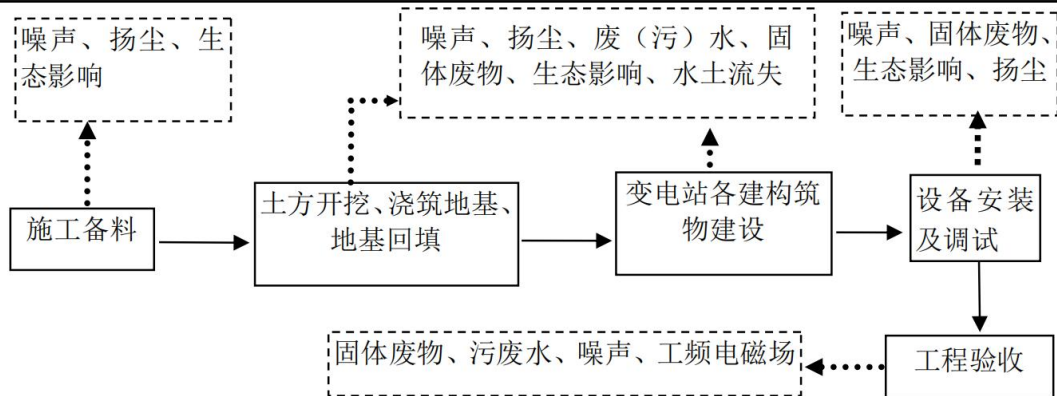 噪声、扬尘、生
态影响
噪声、扬尘、废（污）水、固
体废物、生态影响、水土流失
噪声、固体废物、
生态影响、扬尘
施工备料
土方开挖、浇筑地基、
地基回填
变电站各建构筑
物建设
设备安装
及调试
固体废物、污废水、噪声、工频电磁场
工程验收